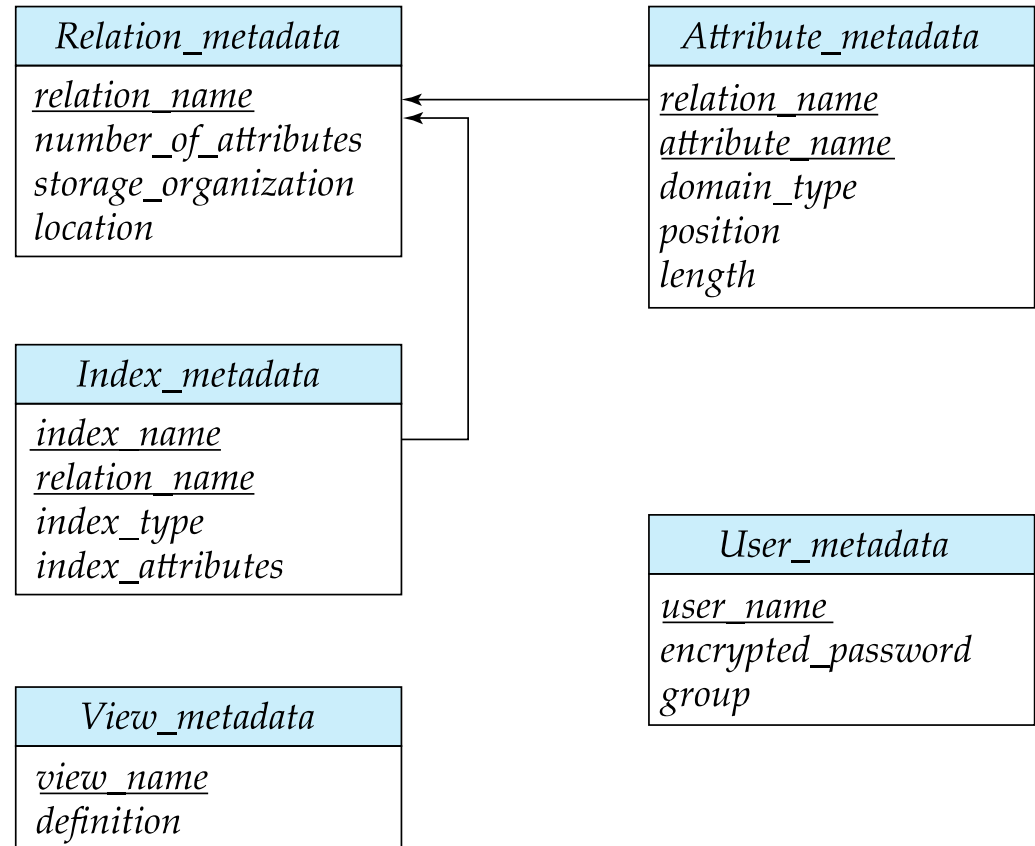 Relation_metadata
relation_name
number_of_attributes
storage_organization
location
Attribute_metadata
relation_name
attribute_name
domain_type
position
length
Index_metadata
index_name
relation_name
index_type
index_attributes
User_metadata
user_name
encrypted_password
group
View_metadata
view_name
definition